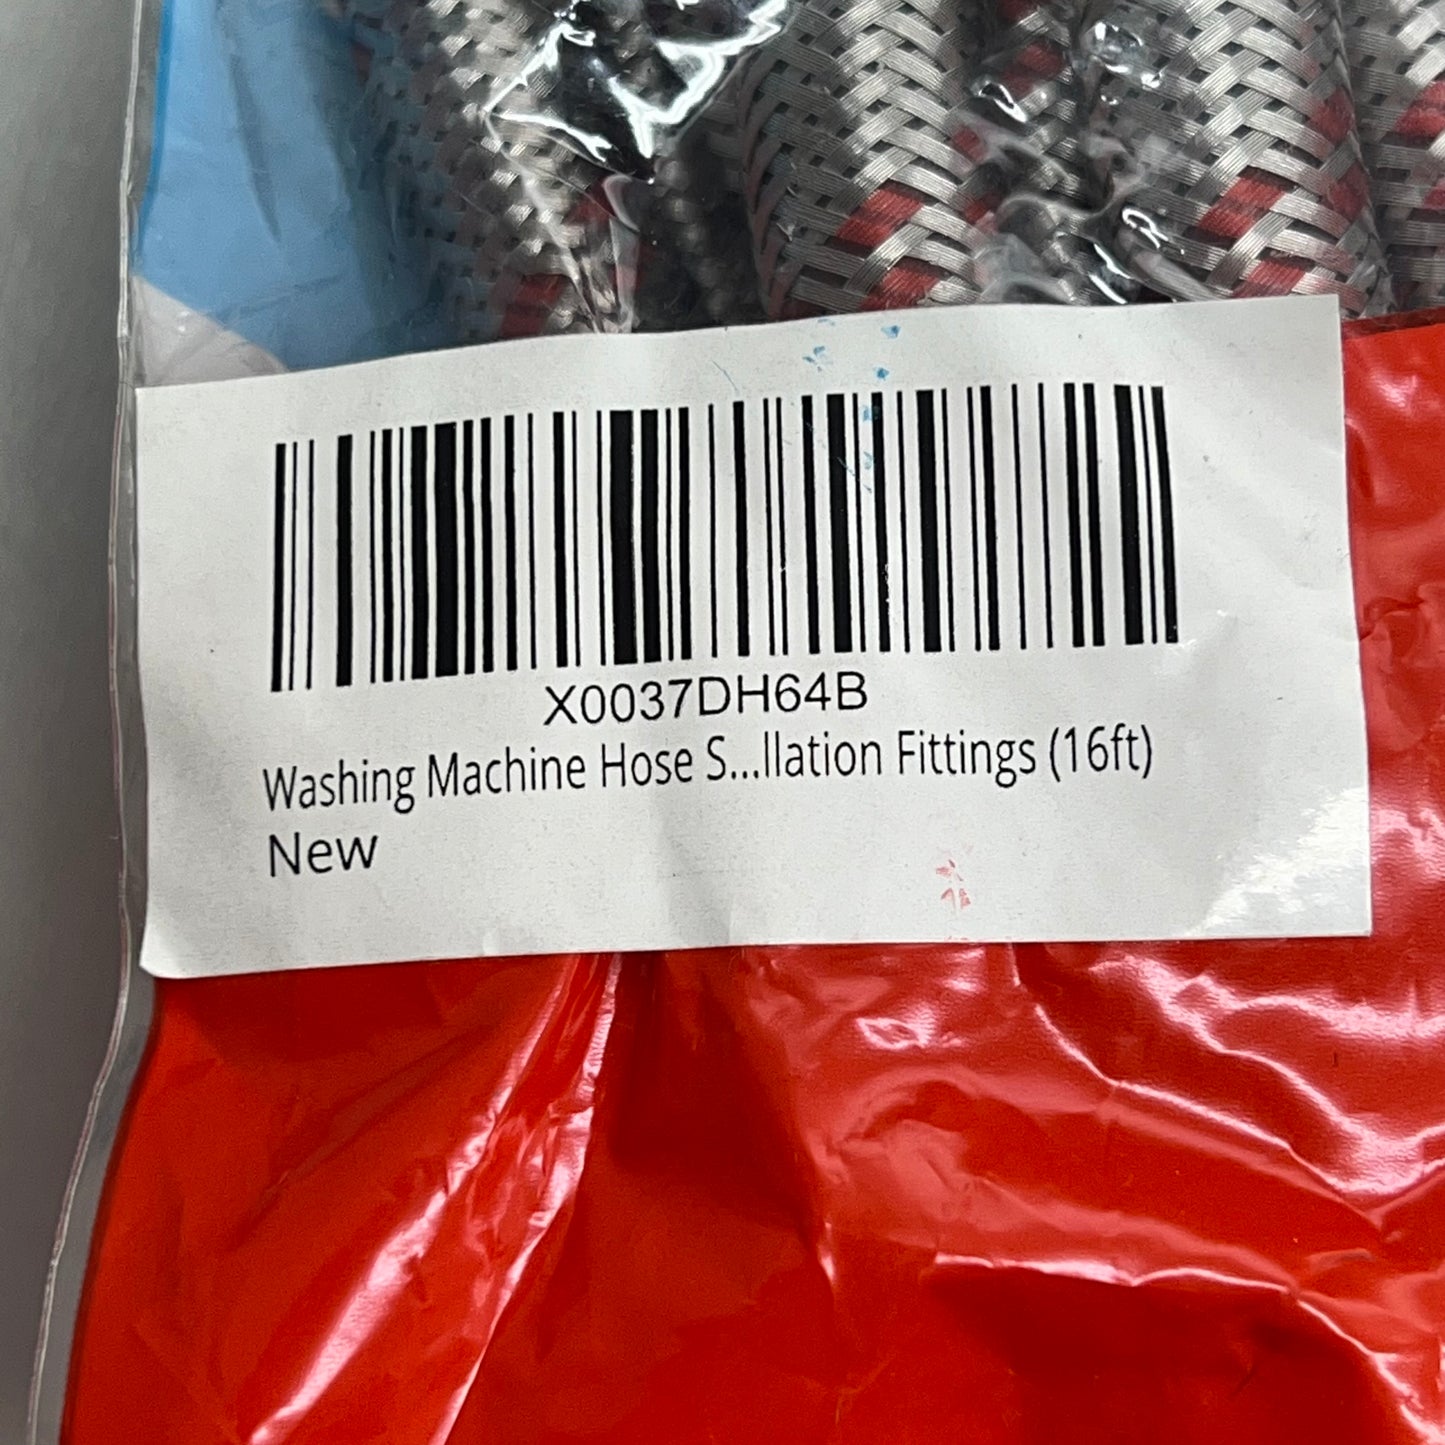 X0037DH64B
Washing Machine Hose S...llation Fittings (16ft)
New